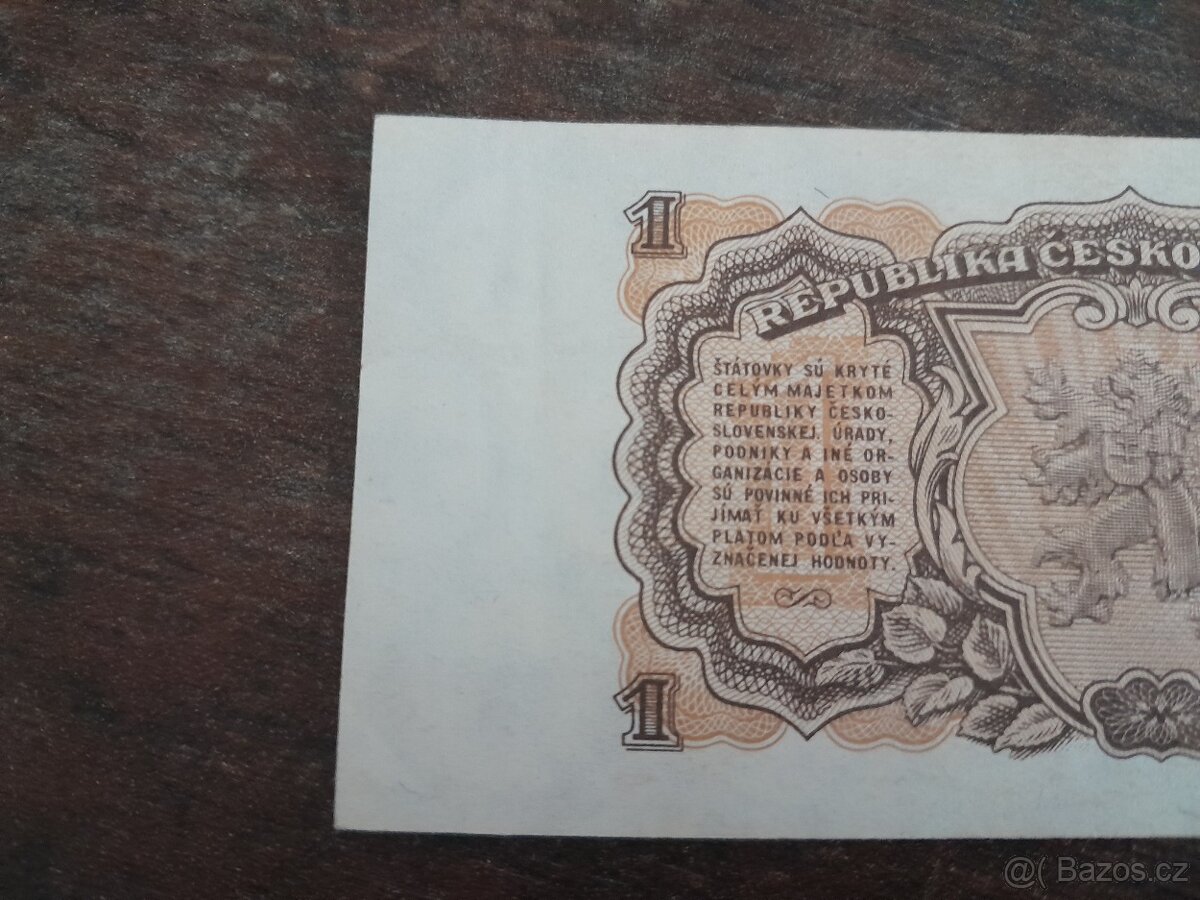 1
REPUBLIKA ČESKO
ŠTÁTOVKY SÚ KRYTÉ
CELÝM MAJETKOM
REPUBLIKY ČESKO-
SLOVENSKEJ. ÚRADY,
PODNIKY A INÉ OR-
GANIZÁCIE A OSOBY
SÚ POVINNÉ ICH PRI-
JÍMAŤ KU VŠETKÝM
PLATOM PODĽA VY-
ZNAČENEJ HODNOTY.
1
@( Bazos.cz